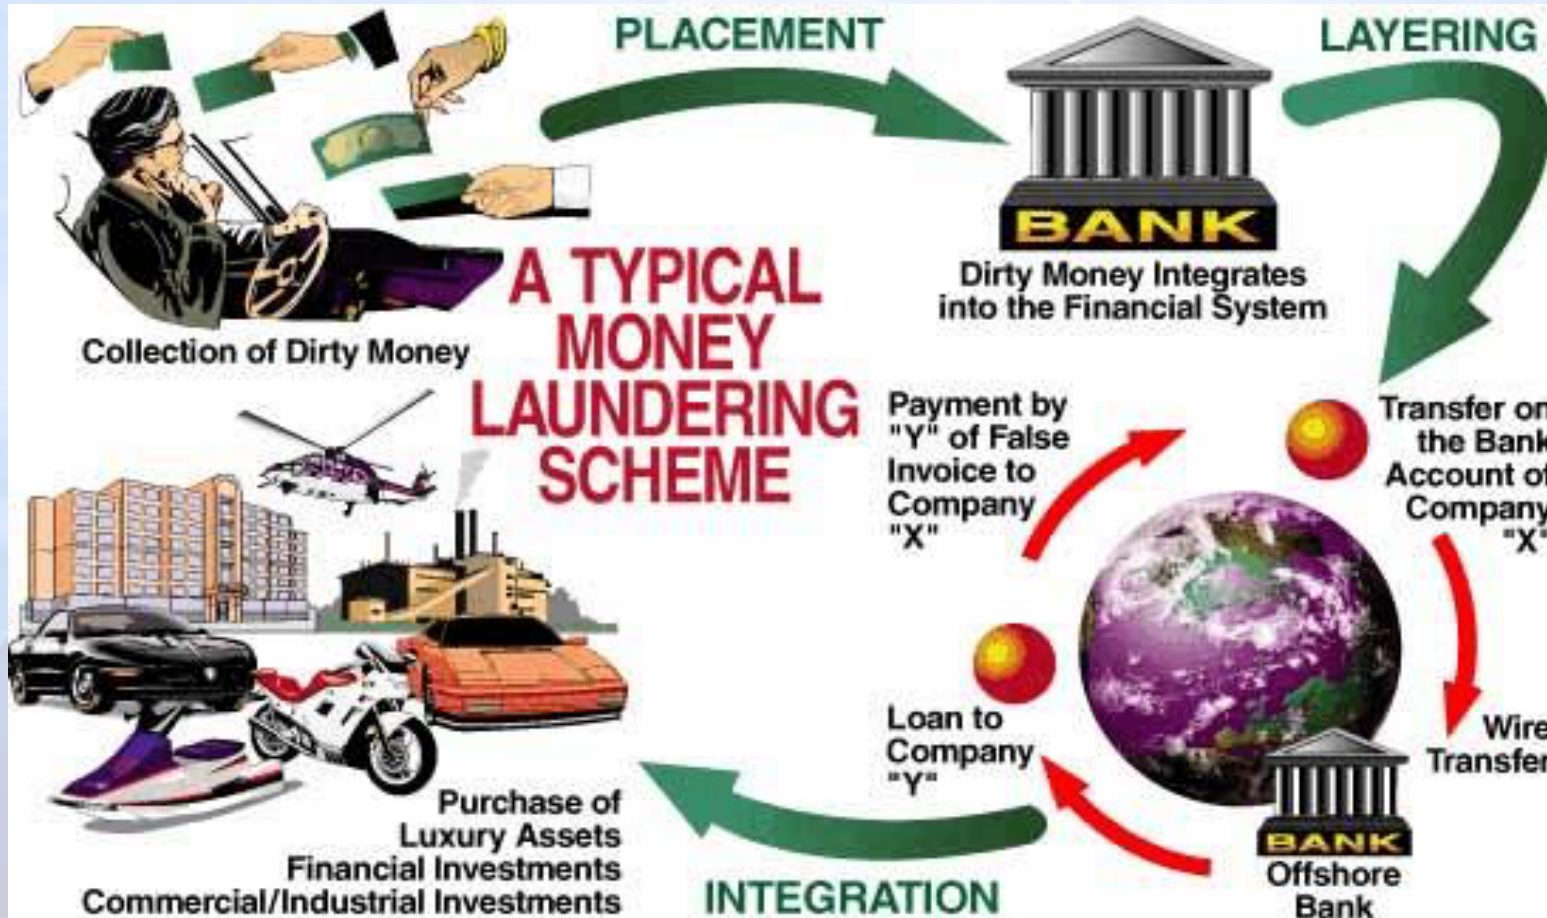 PLACEMENT
LAYERING
BANK
Dirty Money Integrates
into the Financial System
Collection of Dirty Money
A TYPICAL
MONEY
LAUNDERING
SCHEME
Payment by
"Y" of False
Invoice to
Company
"X"
Transfer on
the Bank
Account of
Company
"X"
Wire
Transfer
Loan to
Company
"Y"
BANK
Offshore
Bank
Purchase of
Luxury Assets
Financial Investments
Commercial/Industrial Investments
INTEGRATION